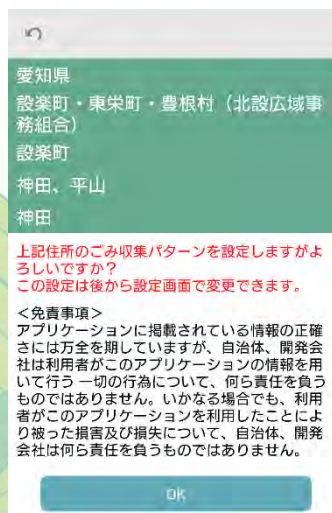 愛知県
設楽町・東栄町・豊根村（北設広域事
務組合）
設楽町
神田、平山
神田
上記住所のごみ収集パターンを設定しますがよ
ろしいですか？
この設定は後から設定画面で変更できます。
＜免責事項＞
アプリケーションに掲載されている情報の正確
さには万全を期していますが、自治体、開発会
社は利用者がこのアプリケーションの情報を用
いて行う一切の行為について、何ら責任を負う
ものではありません。いかなる場合でも、利用
者がこのアプリケーションを利用したことによ
り被った損害及び損失について、自治体、開発
会社は何ら責任を負うものではありません。
OK